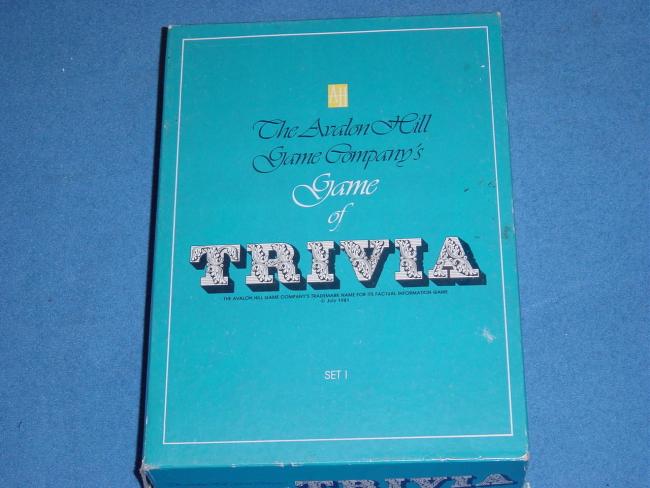 AH
The Avalon Hill
Game Company's
Game
of
TRIVIA
THE AVALON HILL GAME COMPANY'S TRADEMARK NAME FOR ITS FACTUAL INFORMATION GAME
© July 1981
SET I
TRIVIA